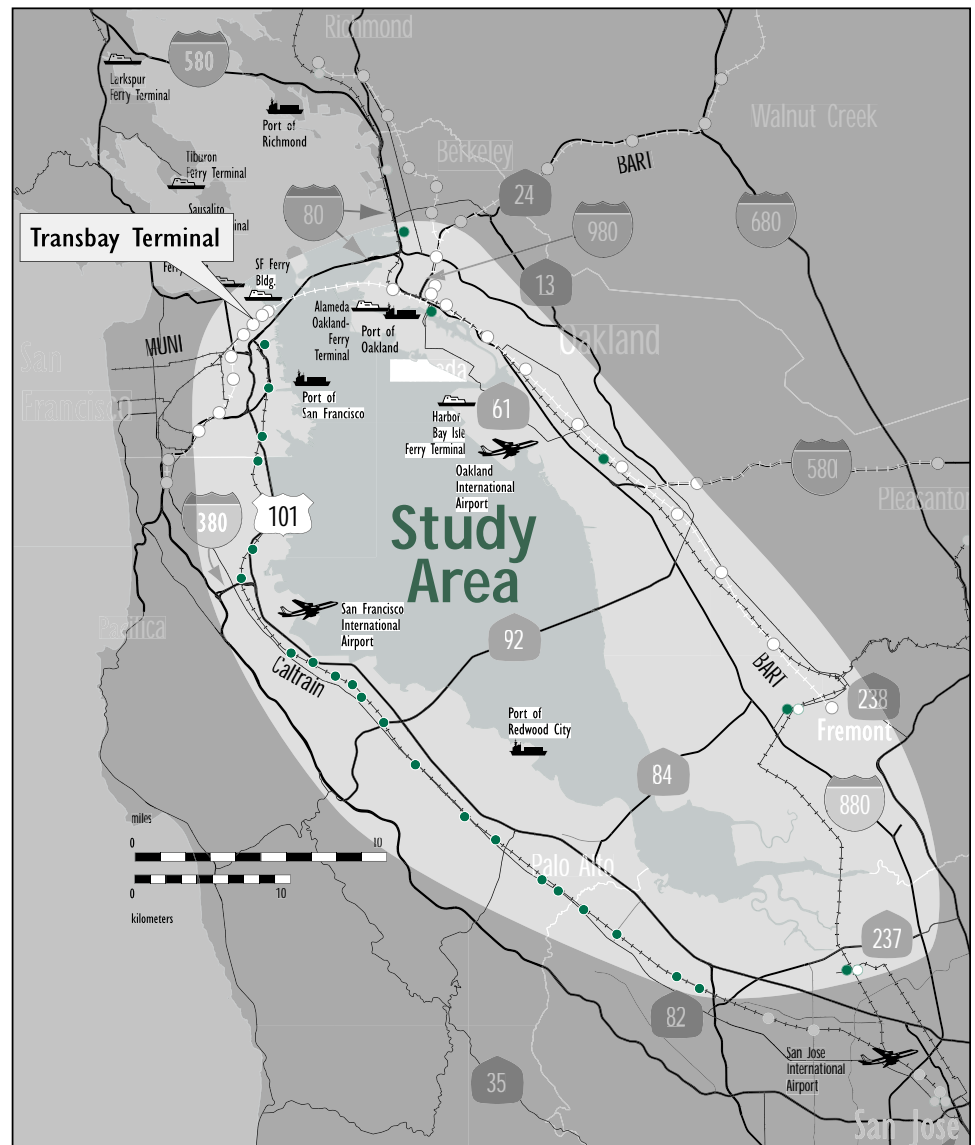 Richmond
580
Larkspur
Ferry Terminal
Port of
Richmond
Walnut Creek
Berkeley
BARI
Tiburon
Ferry Terminal
24
Sausalito
80
980
680
Transbay Terminal
SF Ferry
Bldg.
13
Alameda
Oakland-
Ferry
Terminal
Port of
Oakland
Oakland
MUNI
San
Francisco
Port of
San Francisco
61
Harbor
Bay Isle
Ferry Terminal
Oakland
International
Airport
580
Pleasanton
380
101
Study
Area
San Francisco
International
Airport
Pacifica
92
Caltrain
BART
238
Port of
Redwood City
Fremont
84
880
miles
0
10
0
10
kilometers
Palo Alto
237
82
San Jose
International
Airport
35
San Jose